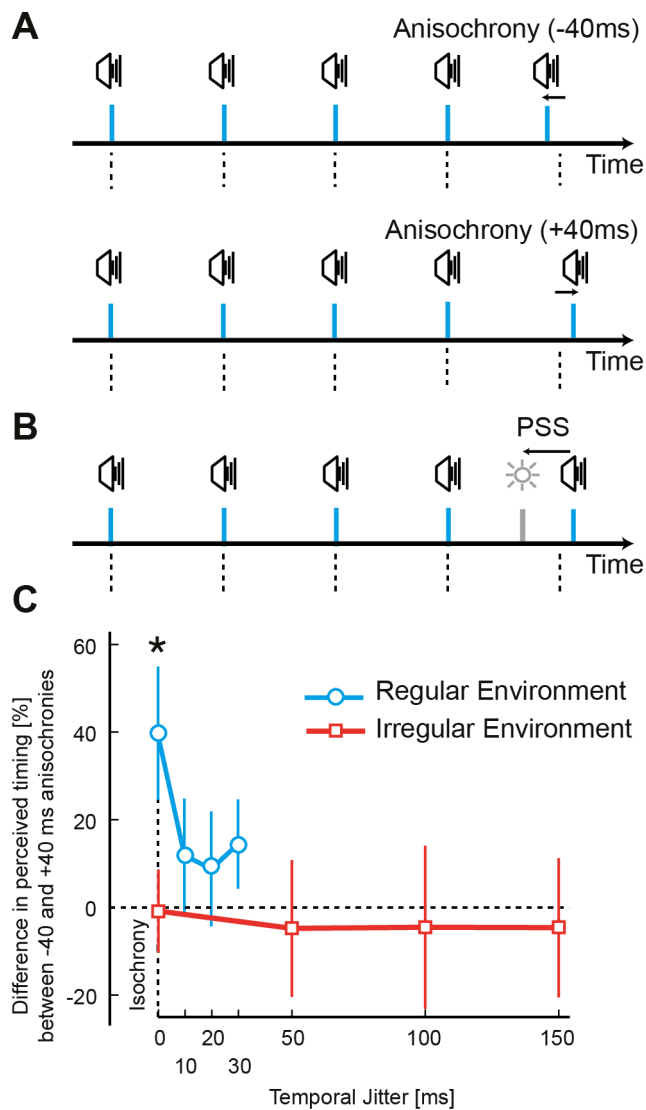 A
Anisochrony (-40ms)
Time
Anisochrony (+40ms)
Time
B
PSS
Time
C
Difference in perceived timing [%]
between -40 and +40 ms anisochronies
60
40
20
0
-20
*
Regular Environment
Irregular Environment
Isochrony
0 20 50 100 150
10 30
Temporal Jitter [ms]